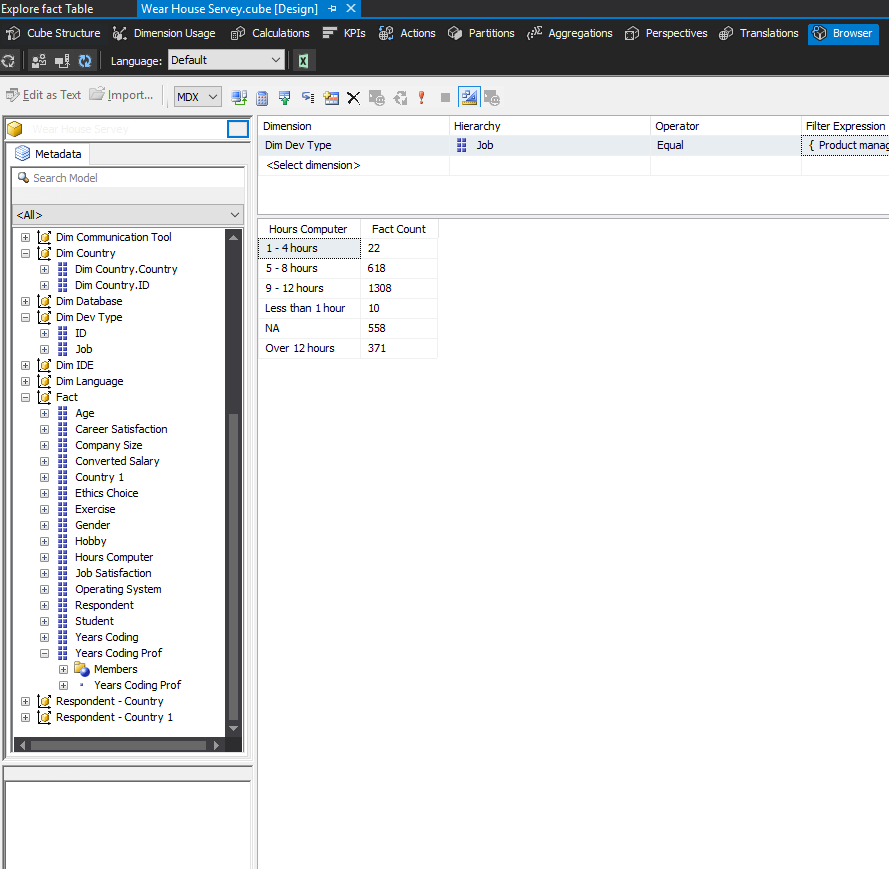 Explore fact Table
Wear House Servey.cube [Design]
Cube Structure Dimension Usage Calculations KPIs Actions Partitions Aggregations Perspectives Translations Browser
Language: Default
Edit as Text Import... MDX
Wear House Servey
Metadata
Search Model
<All>
Dim Communication Tool
Dim Country
Dim Country.Country
Dim Country.ID
Dim Database
Dim Dev Type
ID
Job
Dim IDE
Dim Language
Fact
Age
Career Satisfaction
Company Size
Converted Salary
Country 1
Ethics Choice
Exercise
Gender
Hobby
Hours Computer
Job Satisfaction
Operating System
Respondent
Student
Years Coding
Years Coding Prof
Members
Years Coding Prof
Respondent - Country
Respondent - Country 1
Dimension Hierarchy Operator Filter Expression
Dim Dev Type Job Equal { Product manag
<Select dimension>
Hours Computer Fact Count
1 - 4 hours 22
5 - 8 hours 618
9 - 12 hours 1308
Less than 1 hour 10
NA 558
Over 12 hours 371